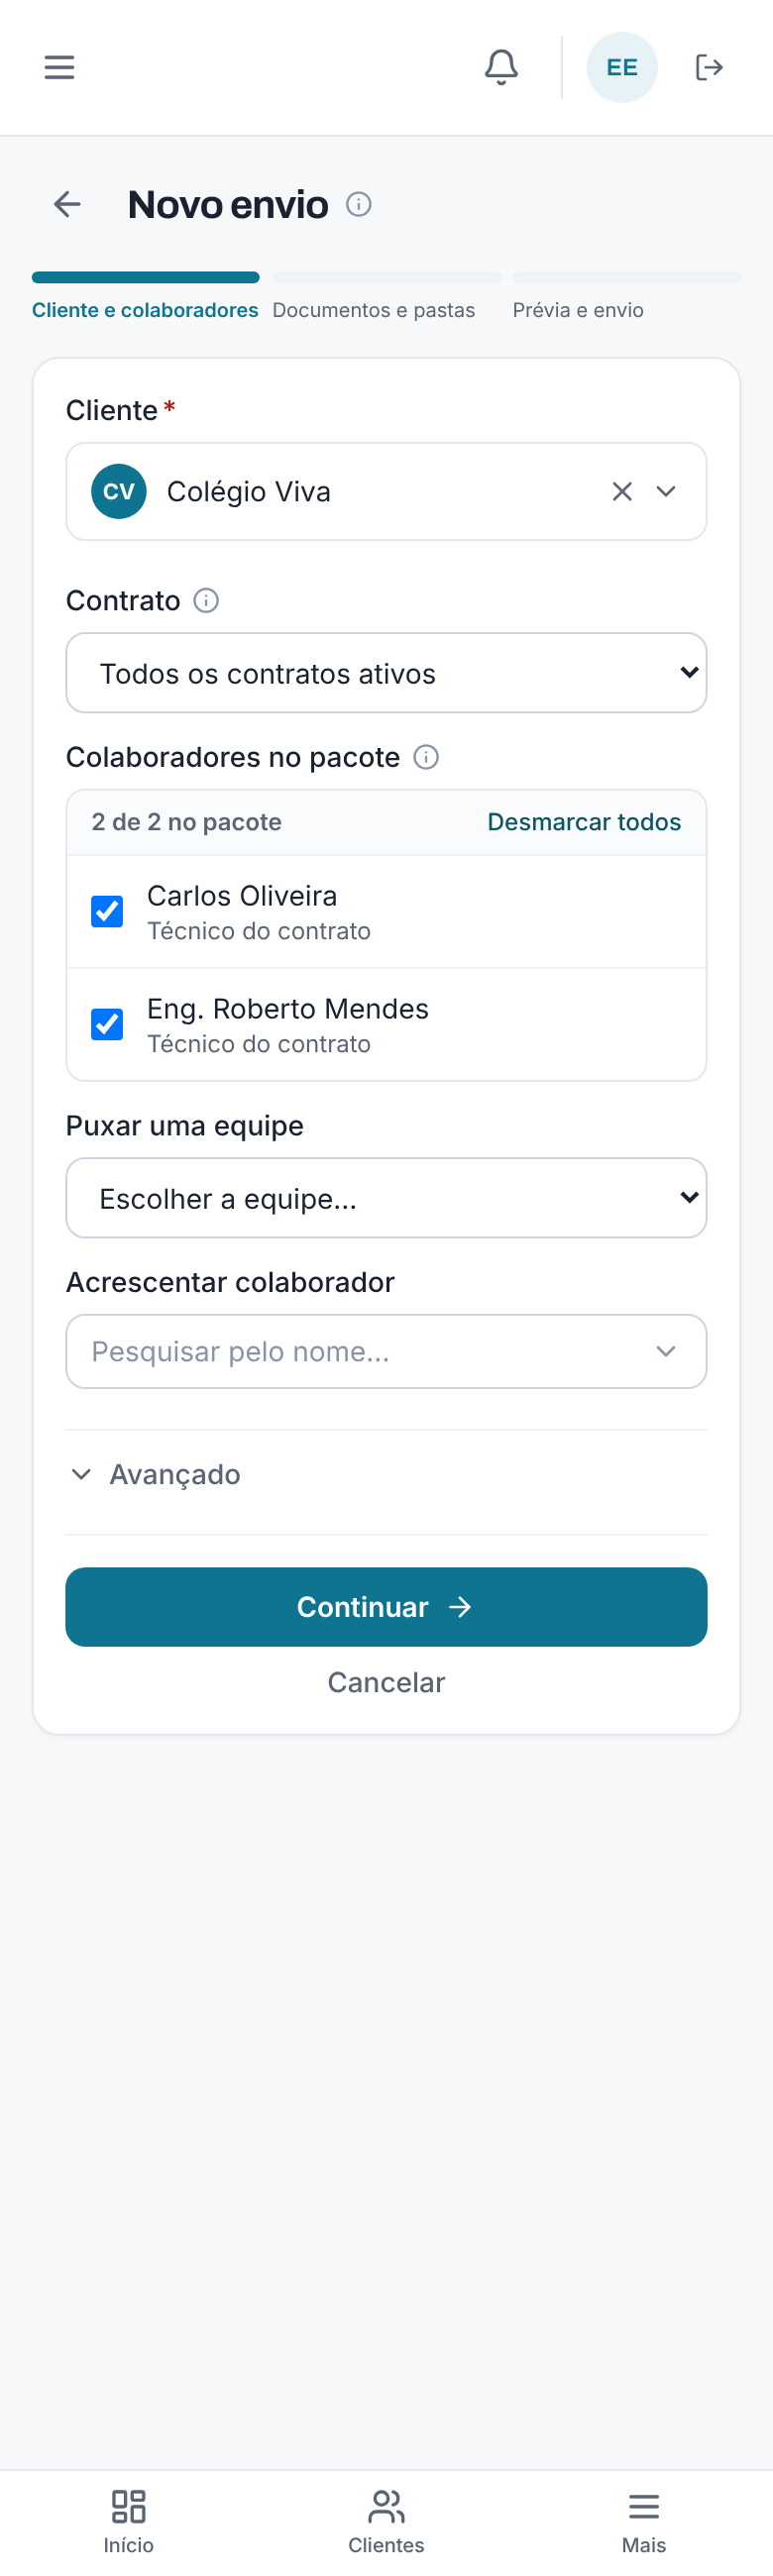 EE
Novo envio
Cliente e colaboradores
Documentos e pastas
Prévia e envio
Cliente *
CV
Colégio Viva
Contrato
Todos os contratos ativos
Colaboradores no pacote
2 de 2 no pacote
Desmarcar todos
Carlos Oliveira
Técnico do contrato
Eng. Roberto Mendes
Técnico do contrato
Puxar uma equipe
Escolher a equipe...
Acrescentar colaborador
Pesquisar pelo nome...
Avançado
Continuar
Cancelar
Início
Clientes
Mais